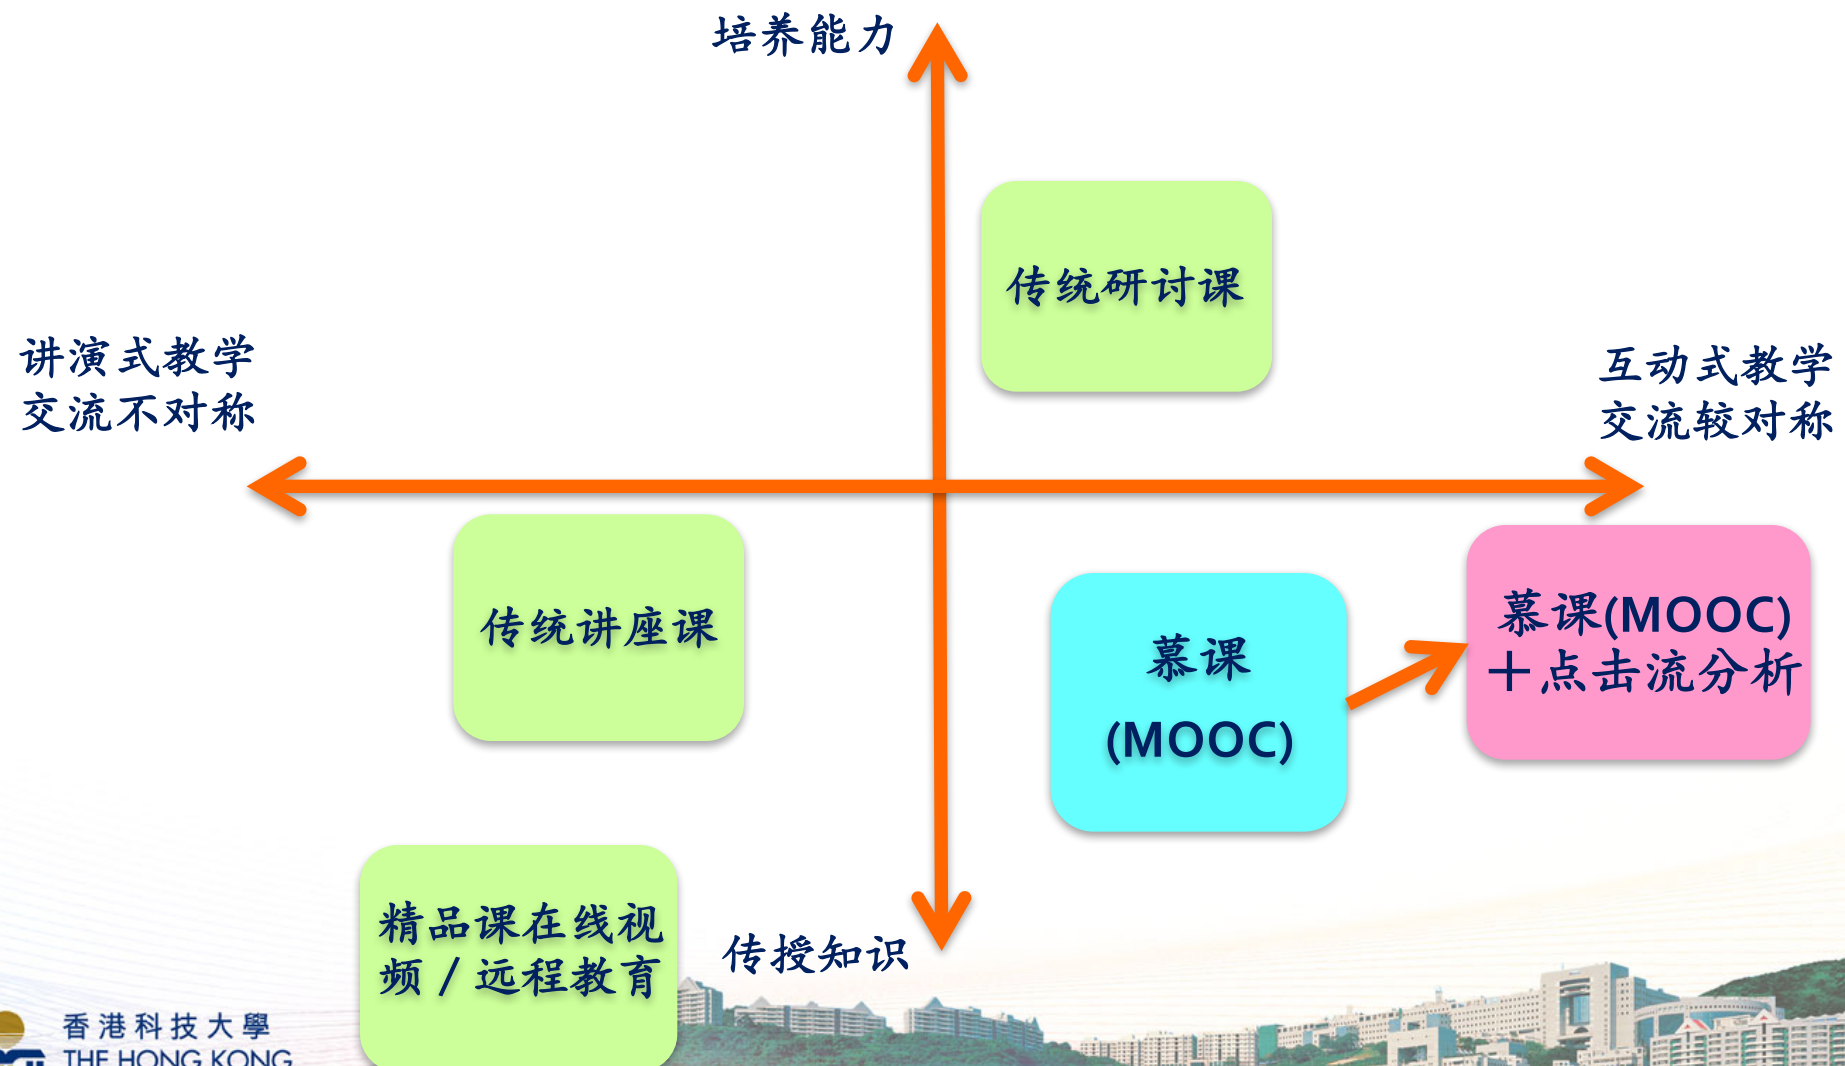 培养能力
传统研讨课
讲演式教学
交流不对称
互动式教学
交流较对称
传统讲座课
慕课
(MOOC)
慕课(MOOC)
＋点击流分析
精品课在线视
频／远程教育
传授知识
香港科技大學
THE HONG KONG